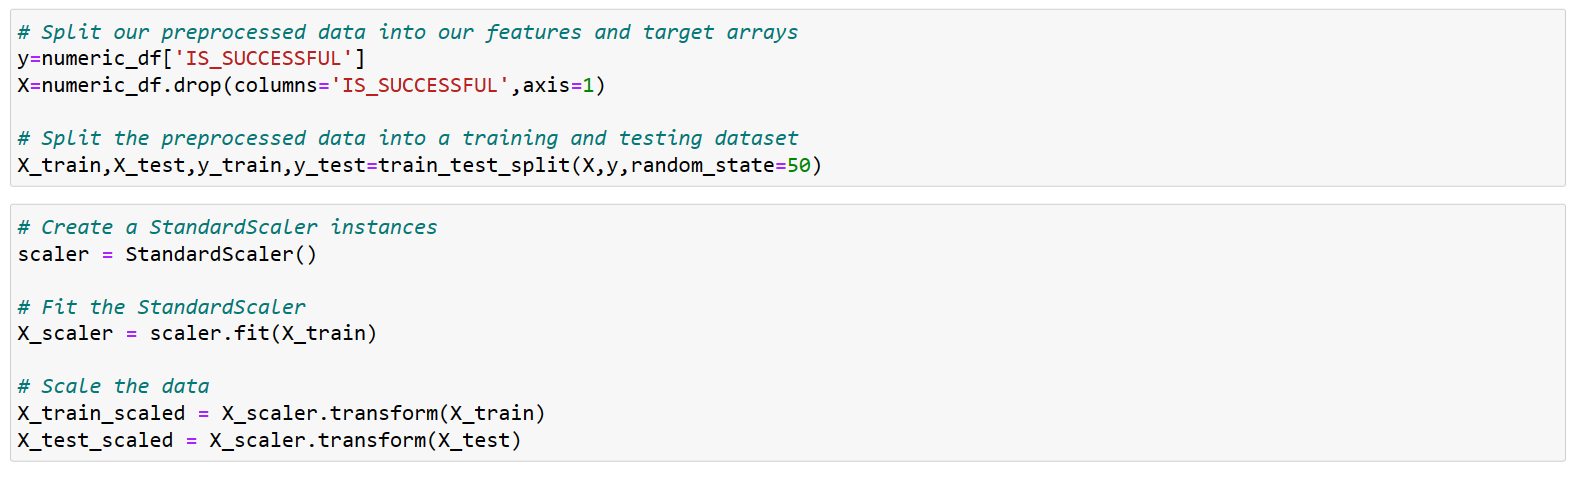 # Split our preprocessed data into our features and target arrays
y=numeric_df['IS_SUCCESSFUL']
X=numeric_df.drop(columns='IS_SUCCESSFUL',axis=1)
# Split the preprocessed data into a training and testing dataset
X_train,X_test,y_train,y_test=train_test_split(X,y,random_state=50)
# Create a StandardScaler instances
scaler = StandardScaler()
# Fit the StandardScaler
X_scaler = scaler.fit(X_train)
# Scale the data
X_train_scaled = X_scaler.transform(X_train)
X_test_scaled = X_scaler.transform(X_test)